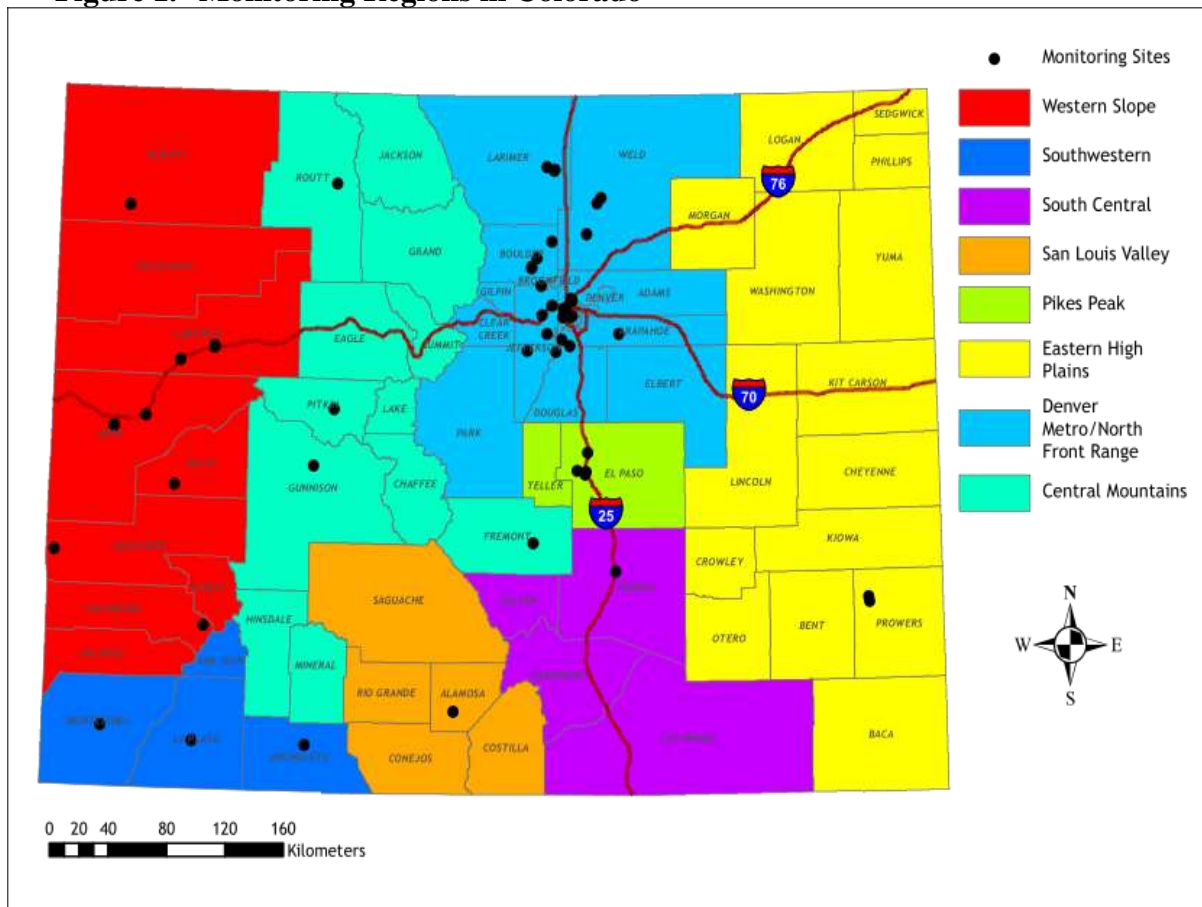 Figure 1. Monitoring Regions in Colorado
Monitoring Sites
Western Slope
Southwestern
South Central
San Louis Valley
Pikes Peak
Eastern High
Plains
Denver
Metro/North
Front Range
Central Mountains
SEDGWICK
LOGAN
PHILLIPS
JACKSON
LARIMER
WELD
ROUTT
76
MORGAN
YUMA
GRAND
BOULDER
BROOMFIELD
GILPIN
ADAMS
DENVER
WASHINGTON
CLEAR
CREEK
ARAPAHOE
EAGLE
SUMMIT
JEFFERSON
ELBERT
KIT CARSON
70
PITKIN
LAKE
DOUGLAS
PARK
CHEYENNE
GUNNISON
CHAFFEE
TELLER
EL PASO
LINCOLN
25
FREMONT
KIOWA
CROWLEY
SAGUACHE
HINSDALE
OTERO
BENT
PROWERS
MINERAL
RIO GRANDE
ALAMOSA
CONEJOS
COSTILLA
BACA
N
W
E
S
0 20 40 80 120 160
Kilometers